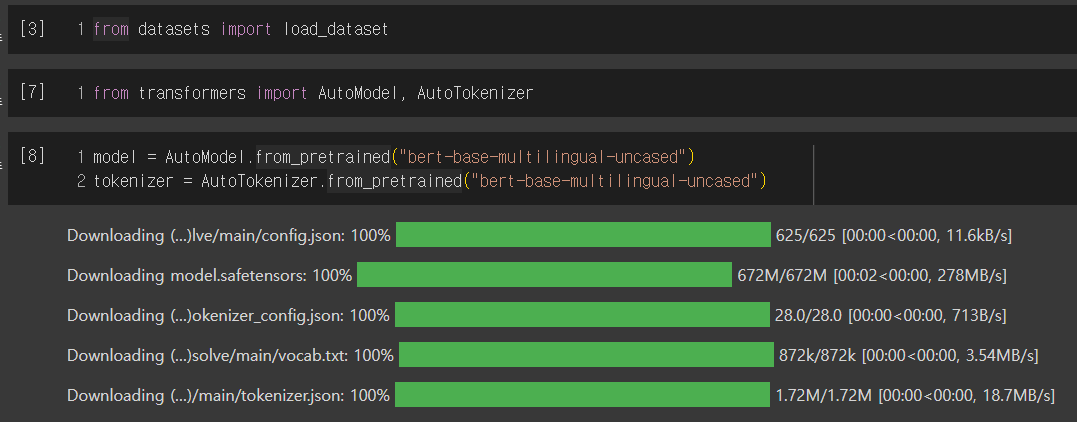 [3] 1 from datasets import load_dataset
[7] 1 from transformers import AutoModel, AutoTokenizer
[8] 1 model = AutoModel.from_pretrained("bert-base-multilingual-uncased")
2 tokenizer = AutoTokenizer.from_pretrained("bert-base-multilingual-uncased")
Downloading (...)lve/main/config.json: 100% 625/625 [00:00<00:00, 11.6kB/s]
Downloading model.safetensors: 100% 672M/672M [00:02<00:00, 278MB/s]
Downloading (...)okenizer_config.json: 100% 28.0/28.0 [00:00<00:00, 713B/s]
Downloading (...)solve/main/vocab.txt: 100% 872k/872k [00:00<00:00, 3.54MB/s]
Downloading (...)/main/tokenizer.json: 100% 1.72M/1.72M [00:00<00:00, 18.7MB/s]